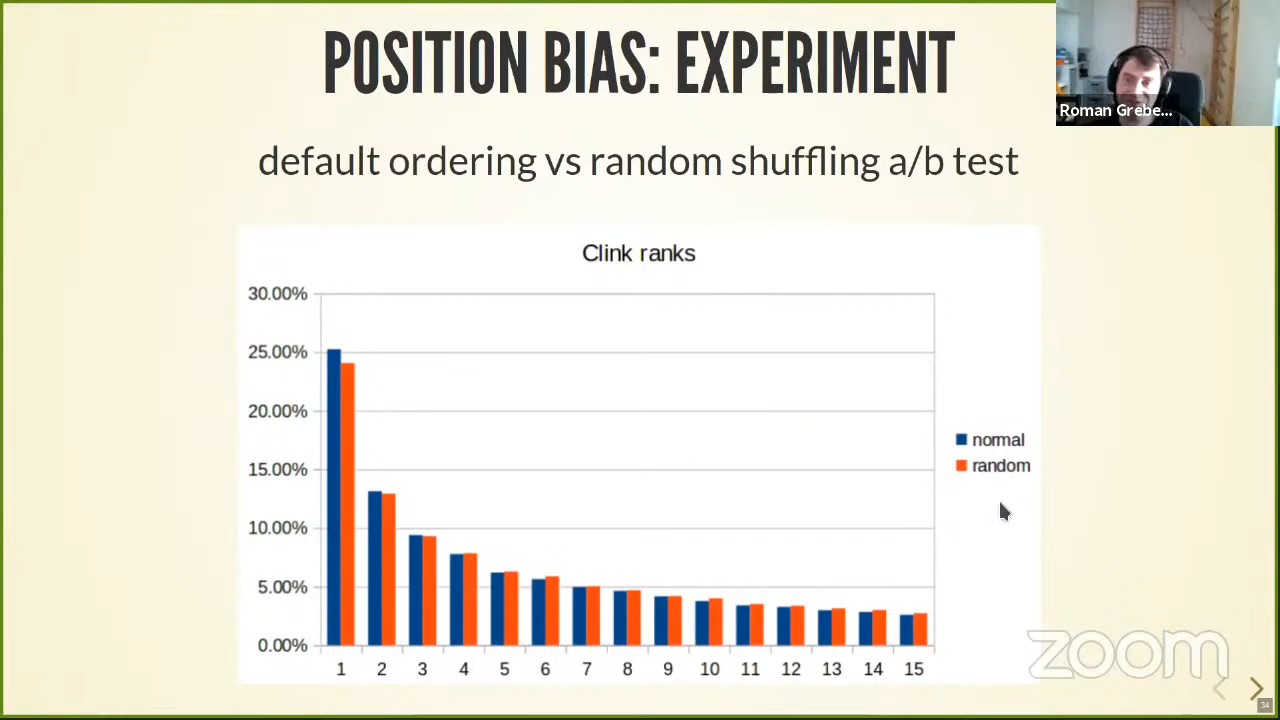 POSITION BIAS: EXPERIMENT
Roman Grebe...
default ordering vs random shuffling a/b test
Clink ranks
30.00%
25.00%
20.00%
15.00%
10.00%
5.00%
0.00%
1 2 3 4 5 6 7 8 9 10 11 12 13 14 15
normal
random
zoom
34